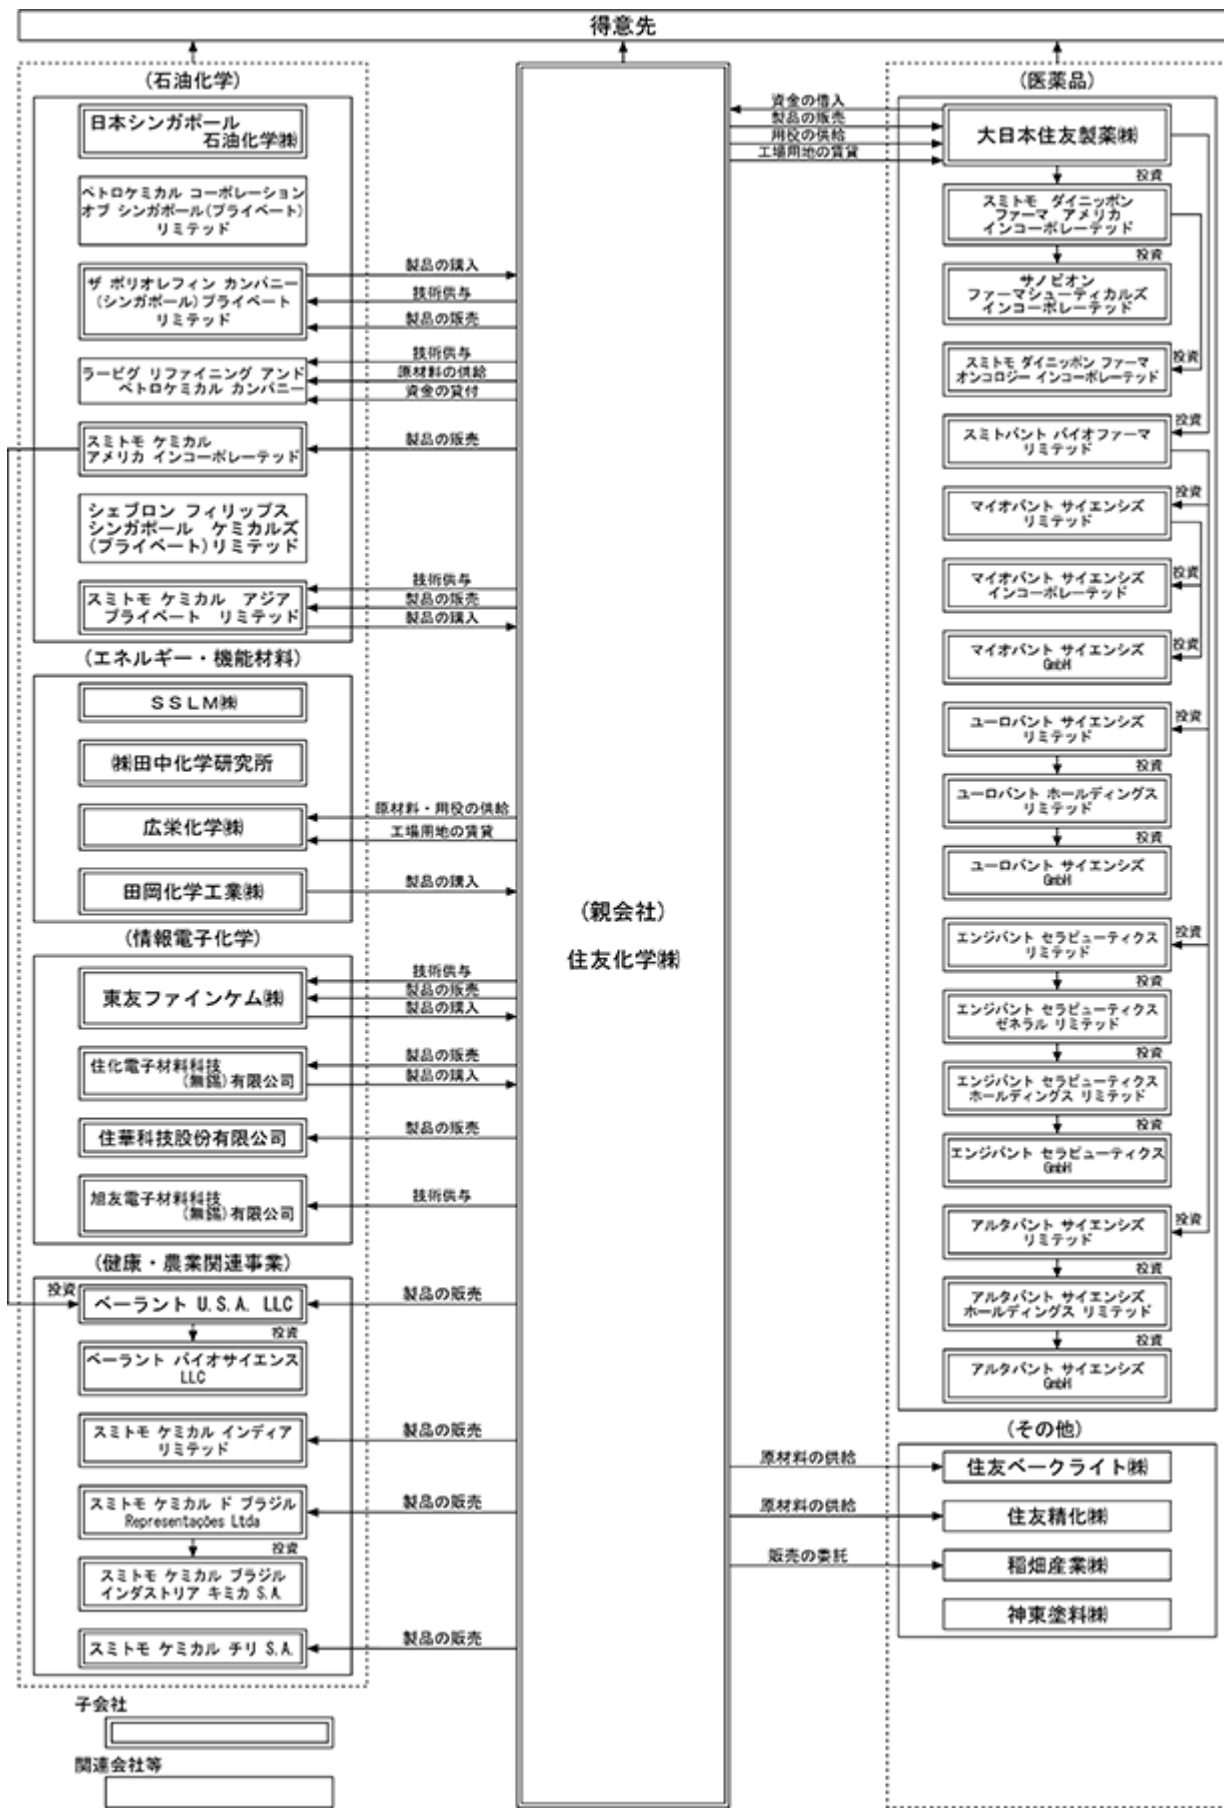 得意先
(石油化学)
日本シンガポール
石油化学㈱
ペトロケミカル コーポレーション
オブ シンガポール(プライベート)
リミテッド
ザ ポリオレフィン カンパニー
(シンガポール)プライベート
リミテッド
製品の購入
技術供与
製品の販売
ラービグ リファイニング アンド
ペトロケミカル カンパニー
技術供与
原材料の供給
資金の貸付
スミトモ ケミカル
アメリカ インコーポレーテッド
製品の販売
シェブロン フィリップス
シンガポール ケミカルズ
(プライベート)リミテッド
スミトモ ケミカル アジア
プライベート リミテッド
技術供与
製品の販売
製品の購入
(エネルギー・機能材料)
SSLM㈱
㈱田中化学研究所
広栄化学㈱
原材料・用役の供給
工場用地の賃貸
田岡化学工業㈱
製品の購入
(情報電子化学)
東友ファインケム㈱
技術供与
製品の販売
製品の購入
住化電子材料科技
(無錫)有限公司
製品の販売
製品の購入
住華科技股份有限公司
製品の販売
旭友電子材料科技
(無錫)有限公司
技術供与
(健康・農業関連事業)
投資
ベーラント U.S.A. LLC
製品の販売
投資
ベーラント バイオサイエンス
LLC
スミトモ ケミカル インディア
リミテッド
製品の販売
スミトモ ケミカル ド ブラジル
Representações Ltda
製品の販売
投資
スミトモ ケミカル ブラジル
インダストリア キミカ S.A.
スミトモ ケミカル チリ S.A.
製品の販売
子会社
関連会社等
(親会社)
住友化学㈱
(医薬品)
資金の借入
製品の販売
用役の供給
工場用地の賃貸
大日本住友製薬㈱
投資
スミトモ ダイニッポン
ファーマ アメリカ
インコーポレーテッド
投資
サノビオン
ファーマシューティカルズ
インコーポレーテッド
スミトモ ダイニッポン ファーマ
オンコロジー インコーポレーテッド
投資
スミトバント バイオファーマ
リミテッド
投資
マイオバント サイエンシズ
リミテッド
投資
マイオバント サイエンシズ
インコーポレーテッド
投資
マイオバント サイエンシズ
GmbH
投資
ユーロバント サイエンシズ
リミテッド
投資
投資
ユーロバント ホールディングス
リミテッド
投資
ユーロバント サイエンシズ
GmbH
エンジバント セラピューティクス
リミテッド
投資
投資
エンジバント セラピューティクス
ゼネラル リミテッド
投資
エンジバント セラピューティクス
ホールディングス リミテッド
投資
エンジバント セラピューティクス
GmbH
アルタバント サイエンシズ
リミテッド
投資
投資
アルタバント サイエンシズ
ホールディングス リミテッド
投資
アルタバント サイエンシズ
GmbH
(その他)
原材料の供給
住友ベークライト㈱
原材料の供給
住友精化㈱
販売の委託
稲畑産業㈱
神東塗料㈱